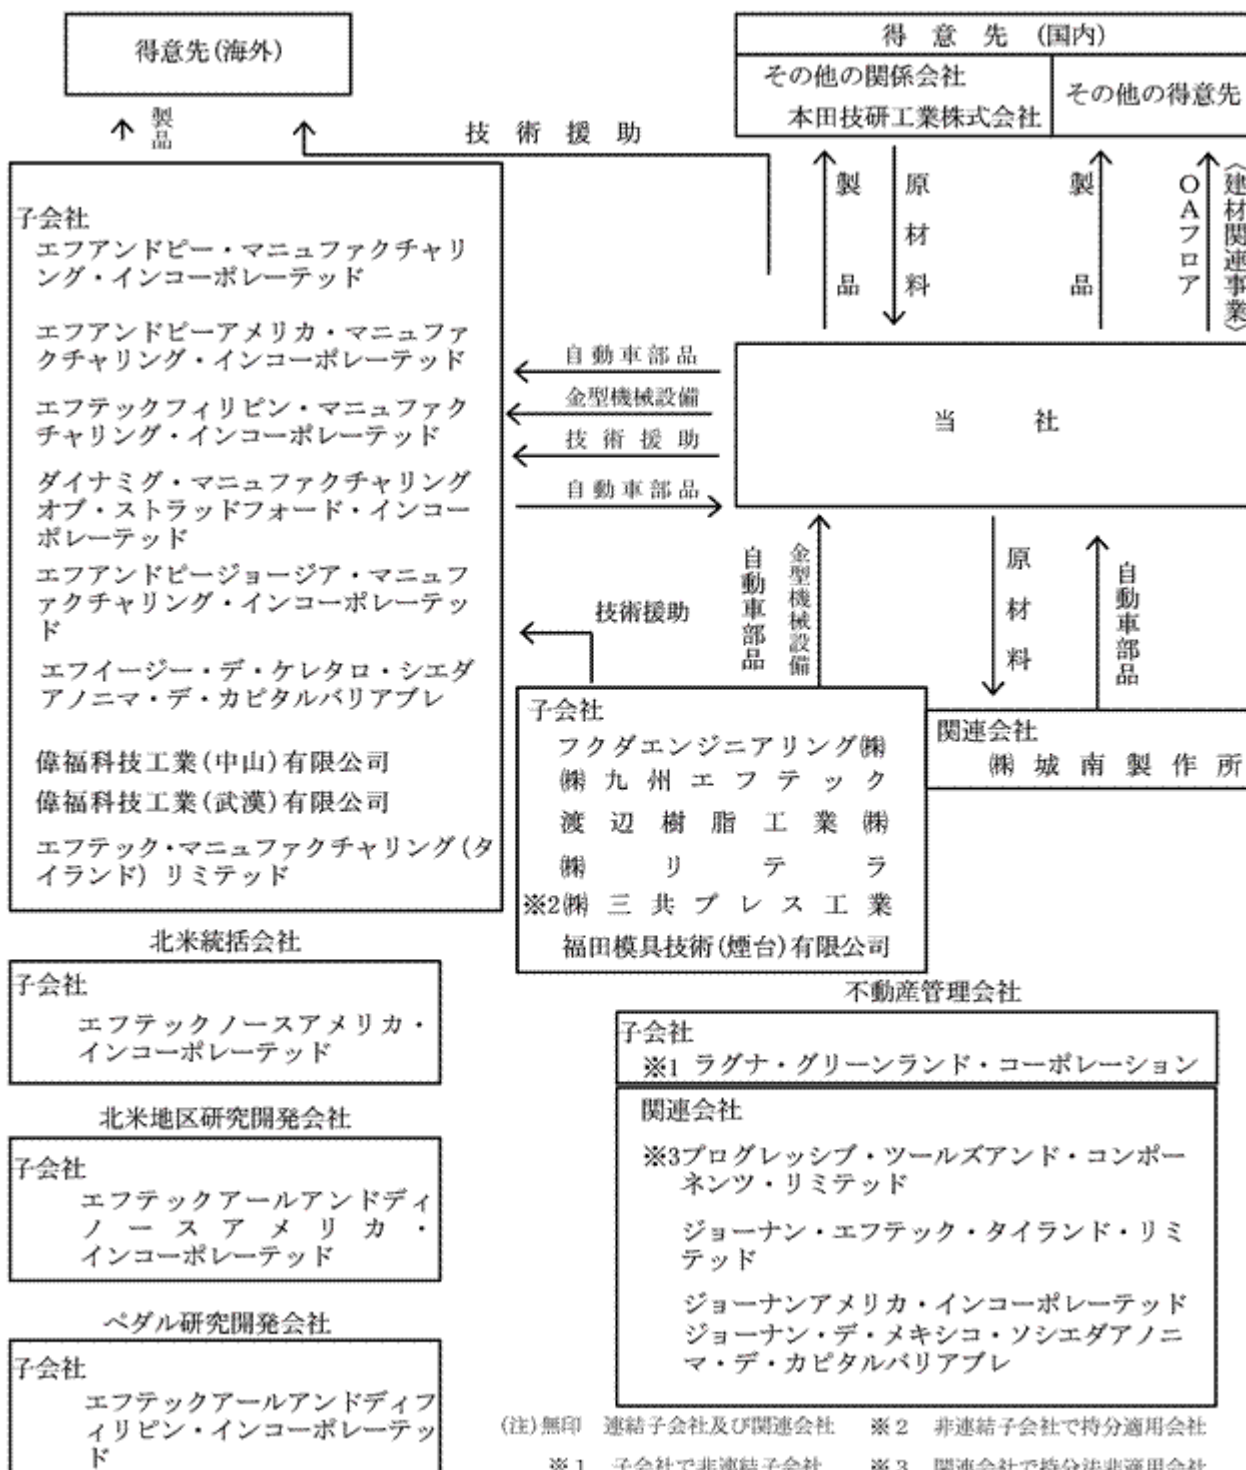 得意先(海外)
得意先(国内)
その他の関係会社
本田技研工業株式会社
その他の得意先
製品
技術援助
製品
原材料
製品
OAフロア
〈建材関連事業〉
子会社
エフアンドピー・マニュファクチャリ
ング・インコーポレーテッド
エフアンドピーアメリカ・マニュファ
クチャリング・インコーポレーテッド
エフテックフィリピン・マニュファク
チャリング・インコーポレーテッド
ダイナミグ・マニュファクチャリング
オブ・ストラッドフォード・インコー
ポレーテッド
エフアンドピージョージア・マニュフ
ァクチャリング・インコーポレーテッ
ド
エフイージー・デ・ケレタロ・シエダ
アノニマ・デ・カピタルバリアブレ
偉福科技工業(中山)有限公司
偉福科技工業(武漢)有限公司
エフテック・マニュファクチャリング(タ
イランド) リミテッド
自動車部品
金型機械設備
技術援助
自動車部品
当社
技術援助
自動車部品
金型機械設備
原材料
自動車部品
子会社
フクダエンジニアリング㈱
㈱九州エフテック
渡辺樹脂工業㈱
㈱リテラ
※2㈱三共プレス工業
福田模具技術(煙台)有限公司
関連会社
㈱城南製作所
北米統括会社
子会社
エフテックノースアメリカ・
インコーポレーテッド
北米地区研究開発会社
子会社
エフテックアールアンドディ
ノースアメリカ・
インコーポレーテッド
ペダル研究開発会社
子会社
エフテックアールアンドディフ
ィリピン・インコーポレーテッ
ド
不動産管理会社
子会社
※1 ラグナ・グリーンランド・コーポレーション
関連会社
※3プログレッシブ・ツールズアンド・コンポー
ネンツ・リミテッド
ジョーナン・エフテック・タイランド・リミ
テッド
ジョーナンアメリカ・インコーポレーテッド
ジョーナン・デ・メキシコ・ソシエダアノニ
マ・デ・カピタルバリアブレ
(注)無印 連結子会社及び関連会社 ※2 非連結子会社で持分適用会社
※1 子会社で非連結子会社 ※3 関連会社で持分法非適用会社